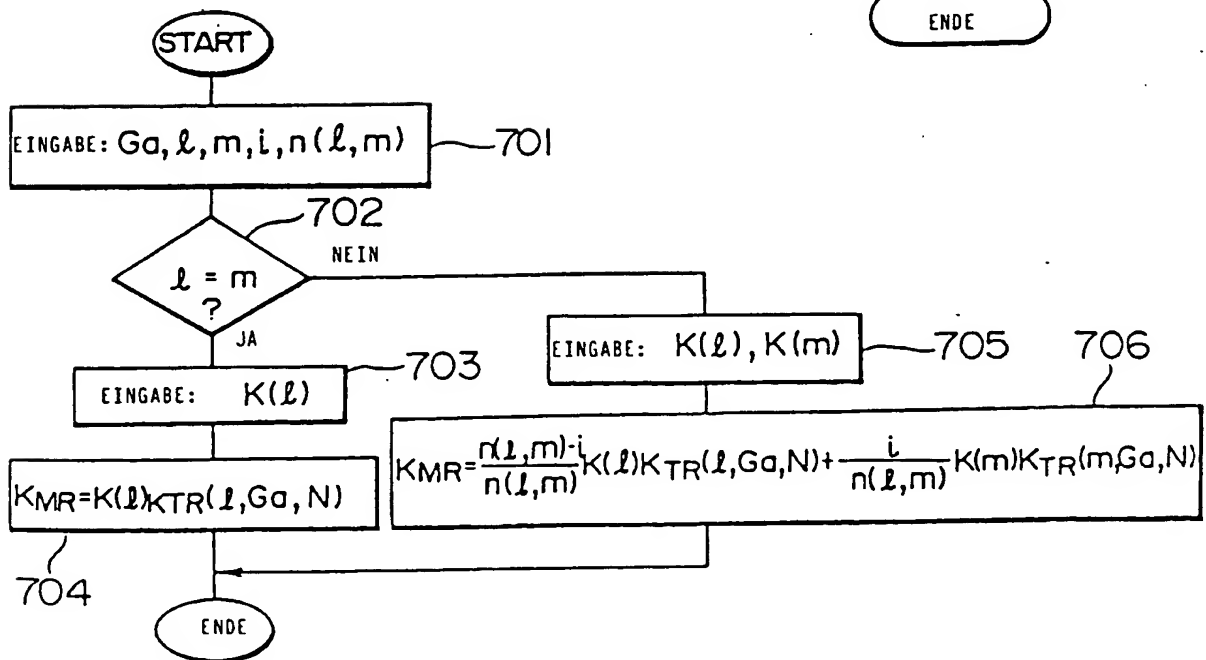 ENDE
START
EINGABE: Ga, ℓ, m, i, n(ℓ, m)
701
702
NEIN
ℓ = m
?
JA
EINGABE: K(ℓ)
703
EINGABE: K(ℓ), K(m)
705
706
KMR=K(ℓ)KTR(ℓ,Ga,N)
704
KMR=n(ℓ,m)-i/n(ℓ,m) K(ℓ)KTR(ℓ,Ga,N)+i/n(ℓ,m) K(m)KTR(m,Ga,N)
ENDE